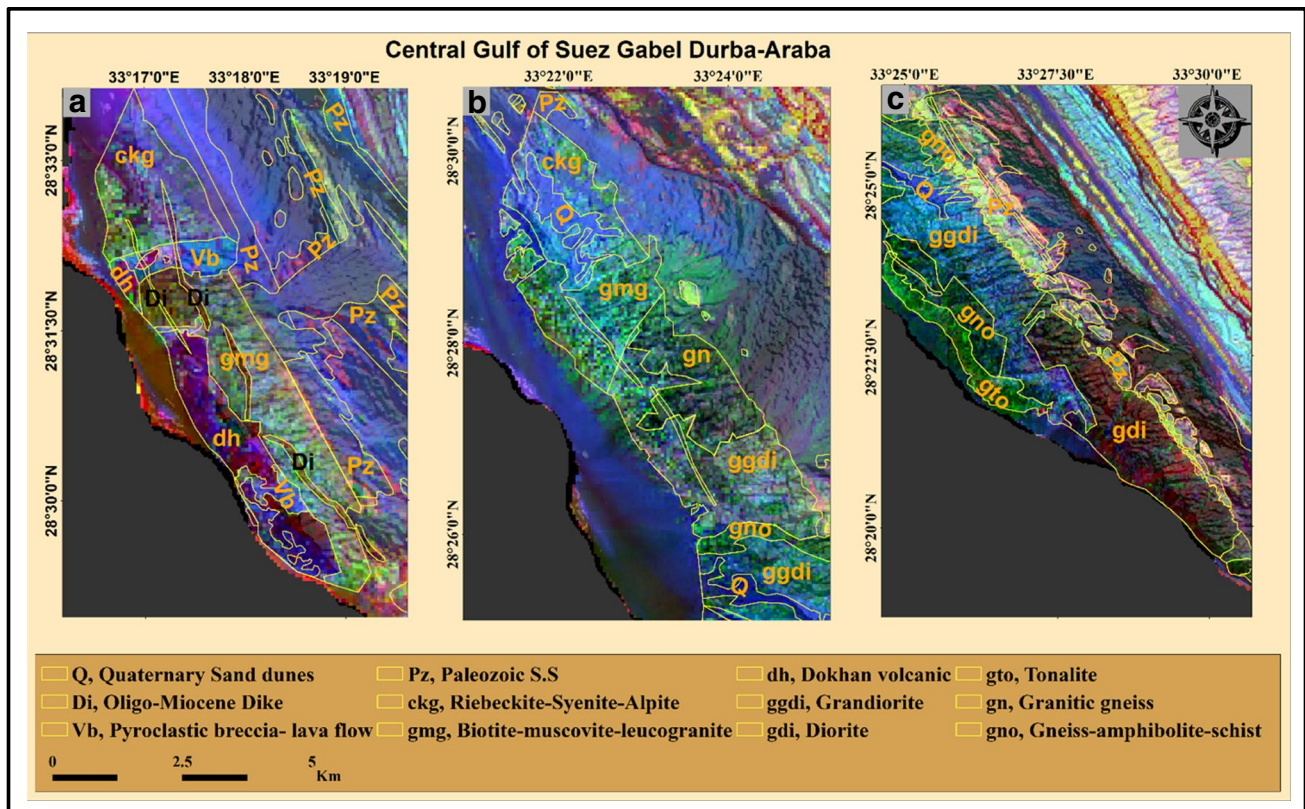 Central Gulf of Suez Gabel Durba-Araba
33°17'0"E 33°18'0"E 33°19'0"E
33°22'0"E 33°24'0"E
33°25'0"E 33°27'30"E 33°30'0"E
a
28°33'0"N
28°31'30"N
28°30'0"N
Pz
ckg
Pz
Vb
Pz
Pz
dh
Di
Di
Pz
Pz
gmg
dh
Di
Pz
Vb
b
28°30'0"N
28°28'0"N
28°26'0"N
Pz
ckg
Q
gmg
gn
ggdi
gno
ggdi
Q
c
28°25'0"N
28°22'30"N
28°20'0"N
gno
Q
Pz
ggdi
gno
Pz
gto
gdi
Q, Quaternary Sand dunes
Di, Oligo-Miocene Dike
Vb, Pyroclastic breccia- lava flow
Pz, Paleozoic S.S
ckg, Riebeckite-Syenite-Alpite
gmg, Biotite-muscovite-leucogranite
dh, Dokhan volcanic
ggdi, Grandiorite
gdi, Diorite
gto, Tonalite
gn, Granitic gneiss
gno, Gneiss-amphibolite-schist
0 2.5 5
Km